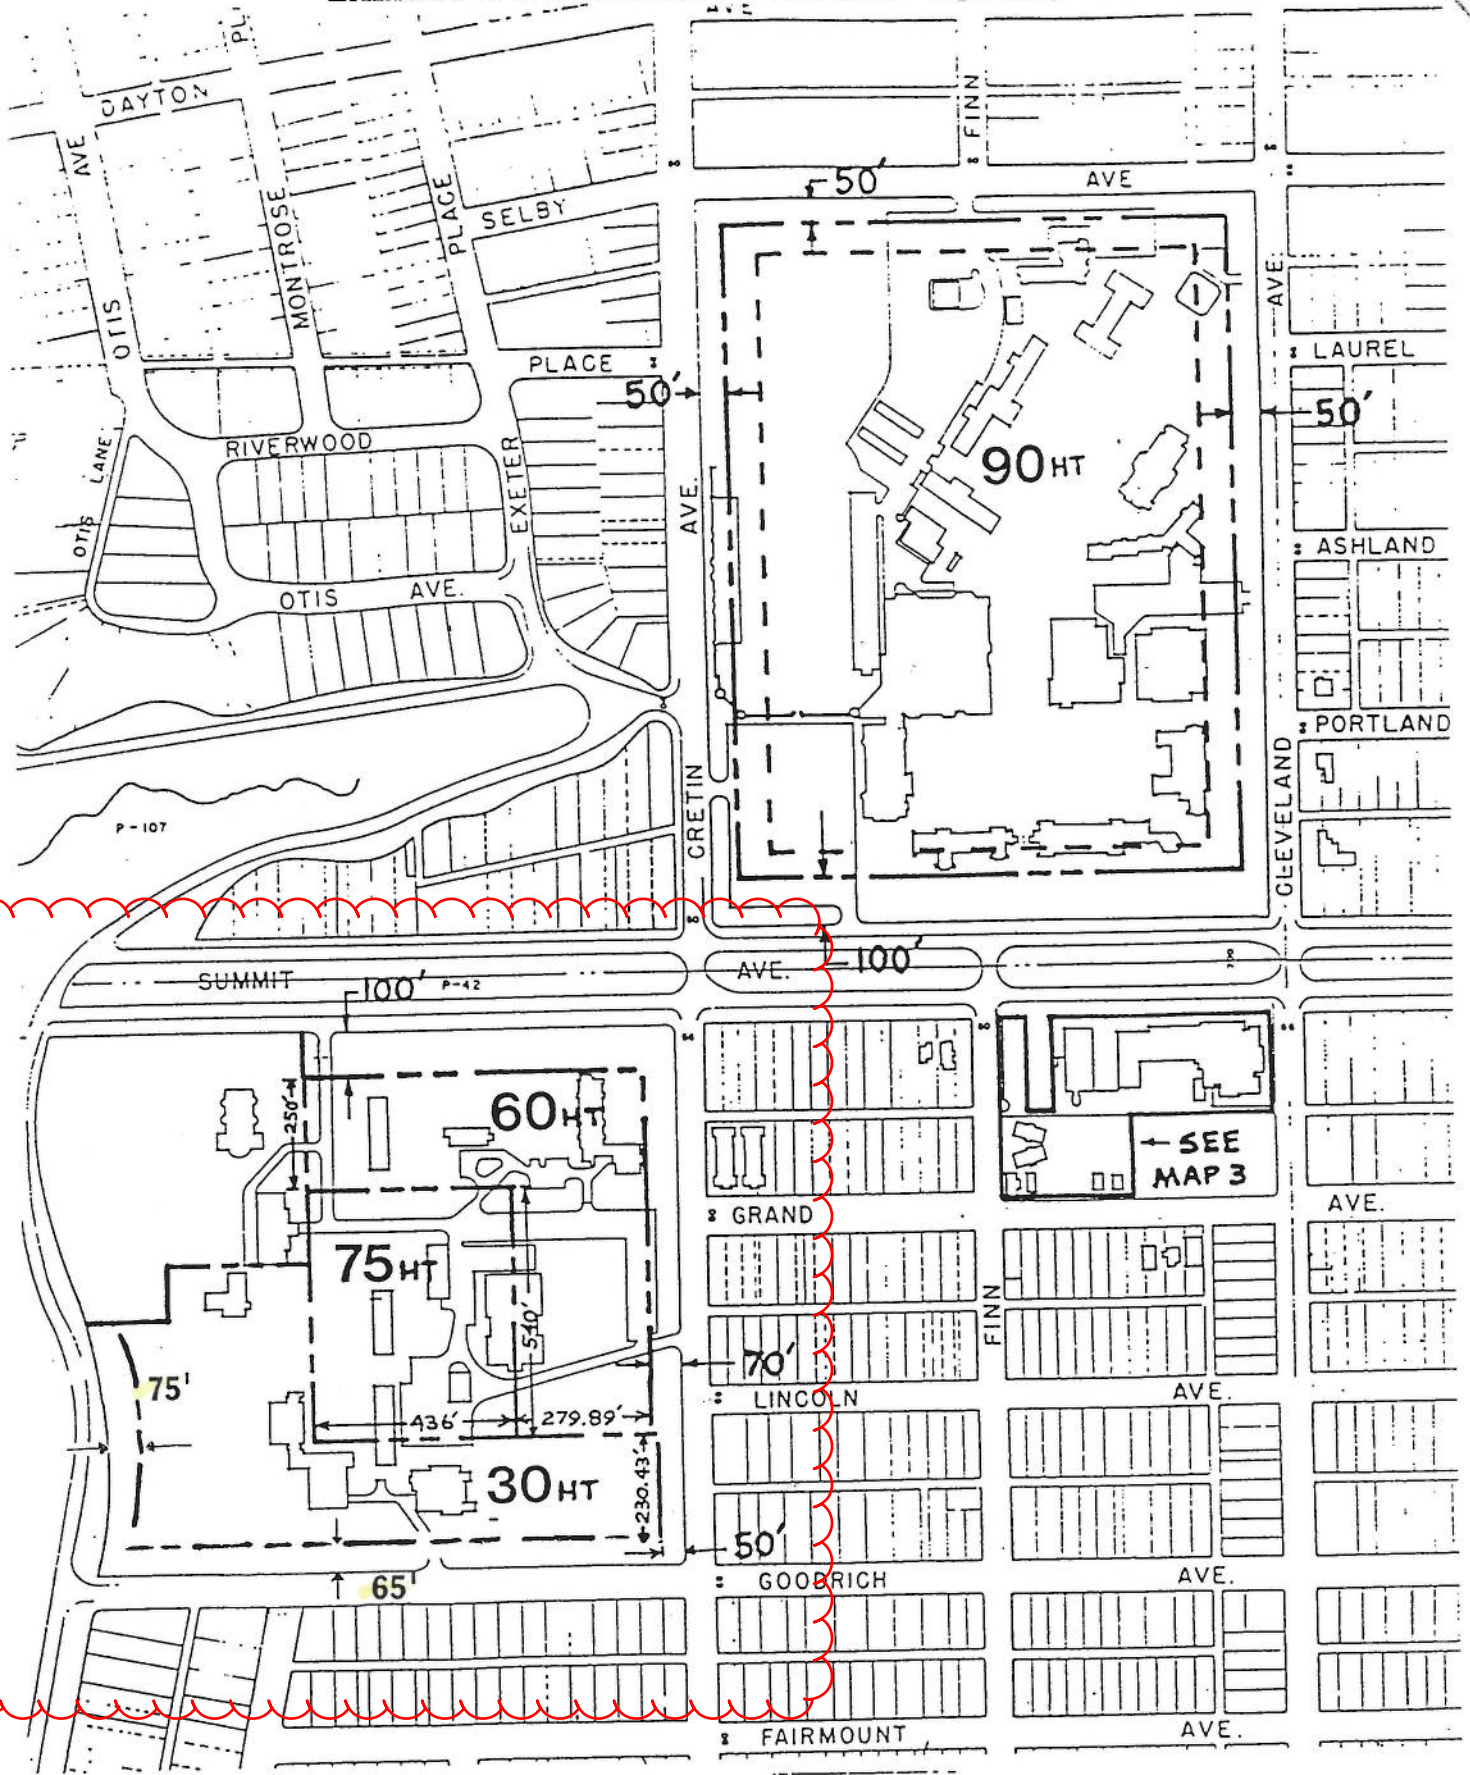 AVE
PL
DAYTON
AVE
FINN
50'
AVE
MONTROSE
PLACE
SELBY
OTIS
AVE.
PLACE
LAUREL
50'
50'
RIVERWOOD
LANE
OTIS
EXETER
90 HT
AVE.
ASHLAND
OTIS AVE.
PORTLAND
CRETIN
CLEVELAND
P-107
100'
SUMMIT
AVE.
100'
P-42
250'
60 HT
SEE
MAP 3
GRAND
AVE.
75 HT
540'
FINN
70'
75'
LINCOLN
AVE.
436'
279.89'
30 HT
230.43'
50'
65'
GOODRICH
AVE.
FAIRMOUNT
AVE.